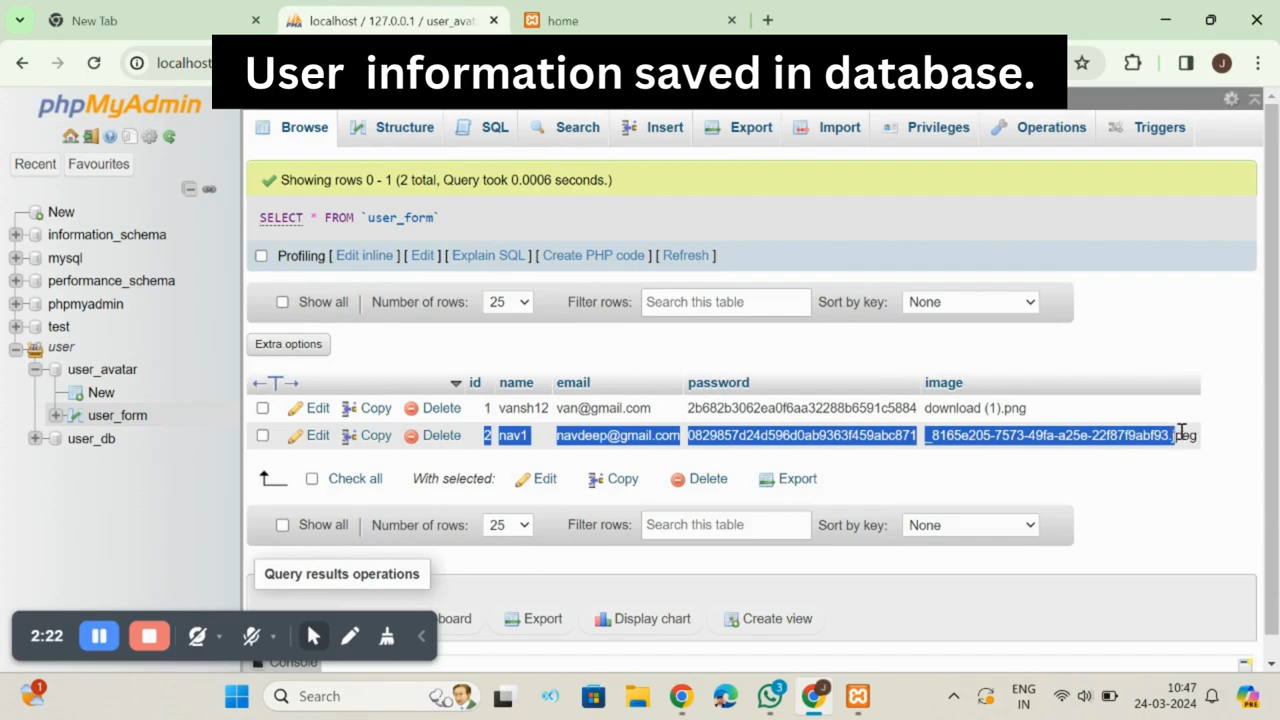 New Tab
localhost / 127.0.0.1 / user_avat
home
localhost
User information saved in database.
phpMyAdmin
Recent
Favourites
New
information_schema
mysql
performance_schema
phpmyadmin
test
user
user_avatar
New
user_form
user_db
Browse Structure SQL Search Insert Export Import Privileges Operations Triggers
Showing rows 0 - 1 (2 total, Query took 0.0006 seconds.)
SELECT * FROM `user_form`
Profiling [ Edit inline ] [ Edit ] [ Explain SQL ] [ Create PHP code ] [ Refresh ]
Show all | Number of rows: 25 Filter rows: Search this table Sort by key: None
Extra options
id name email password image
Edit Copy Delete 1 vansh12 van@gmail.com 2b682b3062ea0f6aa32288b6591c5884 download (1).png
Edit Copy Delete 2 nav1 navdeep@gmail.com 0829857d24d596d0ab9363f459abc871 _8165e205-7573-49fa-a25e-22f87f9abf93.jpeg
Check all With selected: Edit Copy Delete Export
Show all | Number of rows: 25 Filter rows: Search this table Sort by key: None
Query results operations
board Export Display chart Create view
2:22
Console
1
Search
3
J
PRE
ENG
IN
10:47
24-03-2024